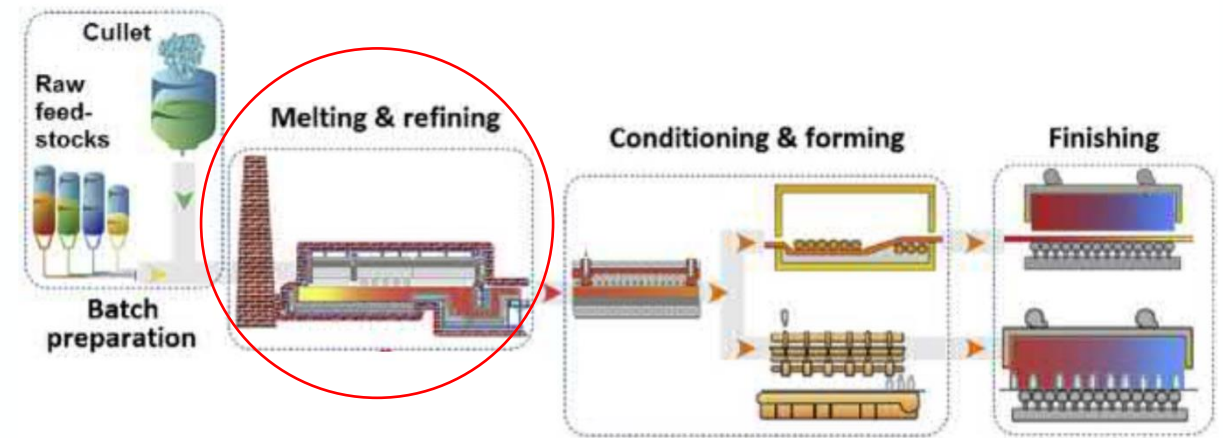 Cullet
Raw
feed-
stocks
Batch
preparation
Melting & refining
Conditioning & forming
Finishing